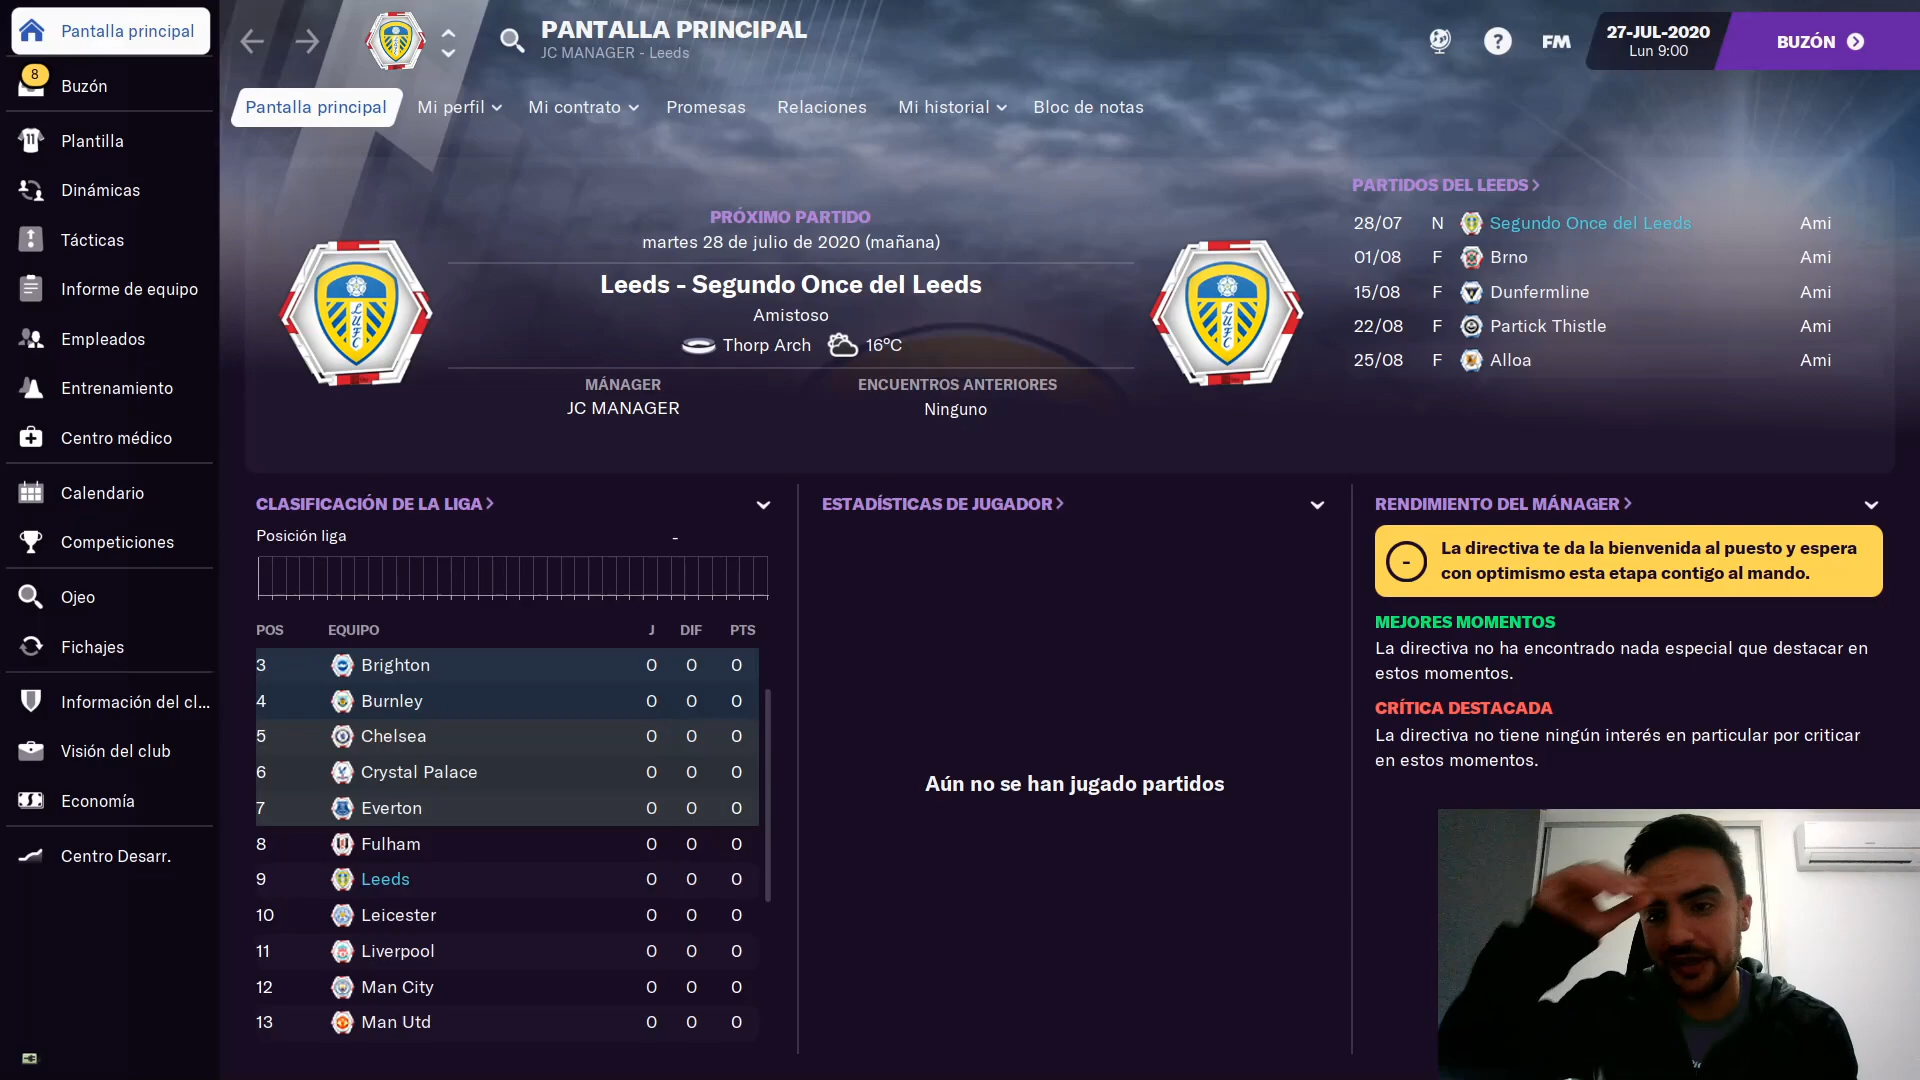 Pantalla principal
8
Buzón
Plantilla
Dinámicas
Tácticas
Informe de equipo
Empleados
Entrenamiento
Centro médico
Calendario
Competiciones
Ojeo
Fichajes
Información del cl...
Visión del club
Economía
Centro Desarr.
PANTALLA PRINCIPAL
JC MANAGER - Leeds
FM
27-JUL-2020
Lun 9:00
BUZÓN
Pantalla principal
Mi perfil
Mi contrato
Promesas
Relaciones
Mi historial
Bloc de notas
PRÓXIMO PARTIDO
martes 28 de julio de 2020 (mañana)
Leeds - Segundo Once del Leeds
Amistoso
Thorp Arch 16°C
MÁNAGER
JC MANAGER
ENCUENTROS ANTERIORES
Ninguno
LUFC
LUFC
PARTIDOS DEL LEEDS
28/07 N Segundo Once del Leeds Ami
01/08 F Brno Ami
15/08 F Dunfermline Ami
22/08 F Partick Thistle Ami
25/08 F Alloa Ami
CLASIFICACIÓN DE LA LIGA
Posición liga -
POS EQUIPO J DIF PTS
3 Brighton 0 0 0
4 Burnley 0 0 0
5 Chelsea 0 0 0
6 Crystal Palace 0 0 0
7 Everton 0 0 0
8 Fulham 0 0 0
9 Leeds 0 0 0
10 Leicester 0 0 0
11 Liverpool 0 0 0
12 Man City 0 0 0
13 Man Utd 0 0 0
ESTADÍSTICAS DE JUGADOR
Aún no se han jugado partidos
RENDIMIENTO DEL MÁNAGER
- La directiva te da la bienvenida al puesto y espera
con optimismo esta etapa contigo al mando.
MEJORES MOMENTOS
La directiva no ha encontrado nada especial que destacar en
estos momentos.
CRÍTICA DESTACADA
La directiva no tiene ningún interés en particular por criticar
en estos momentos.